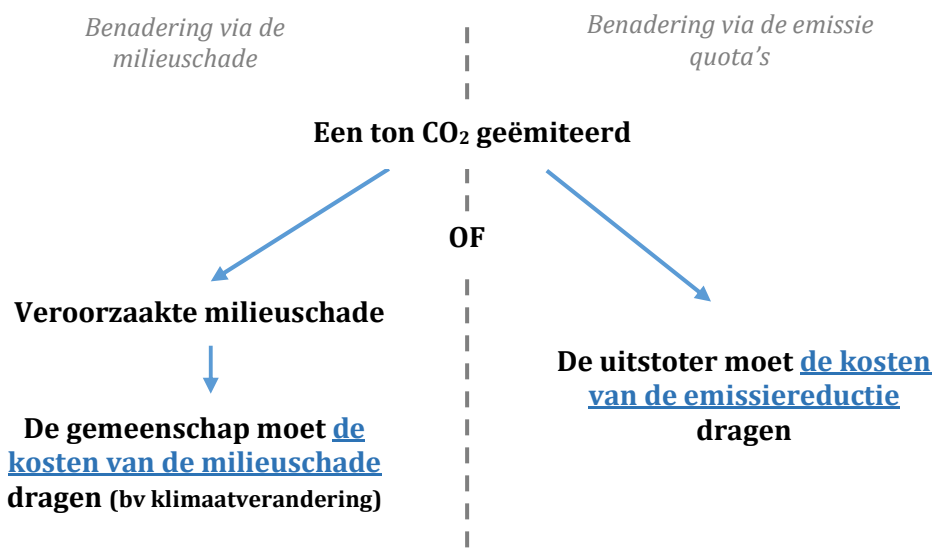 Benadering via de
milieuschade
Benadering via de emissie
quota's
Een ton CO₂ geëmiteerd
OF
Veroorzaakte milieuschade
De gemeenschap moet de
kosten van de milieuschade
dragen (bv klimaatverandering)
De uitstoter moet de kosten
van de emissiereductie
dragen